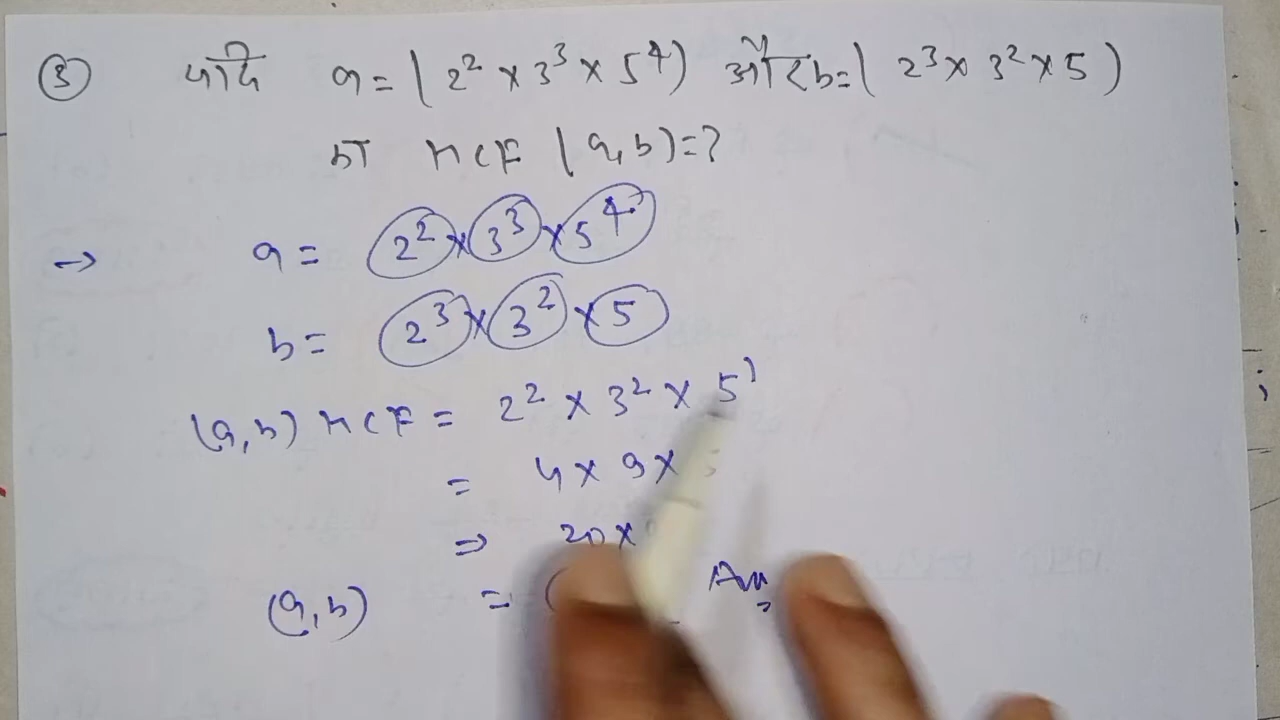 ③ यदि a = (2² × 3³ × 5⁴) और b = (2³ × 3² × 5)
HCF (a, b) = ?
→ a = 2² × 3³ × 5⁴
b = 2³ × 3² × 5
(a, b) HCF = 2² × 3² × 5¹
= 4 × 9 ×
⇒ 20 ×
(a, b) = ( Ans